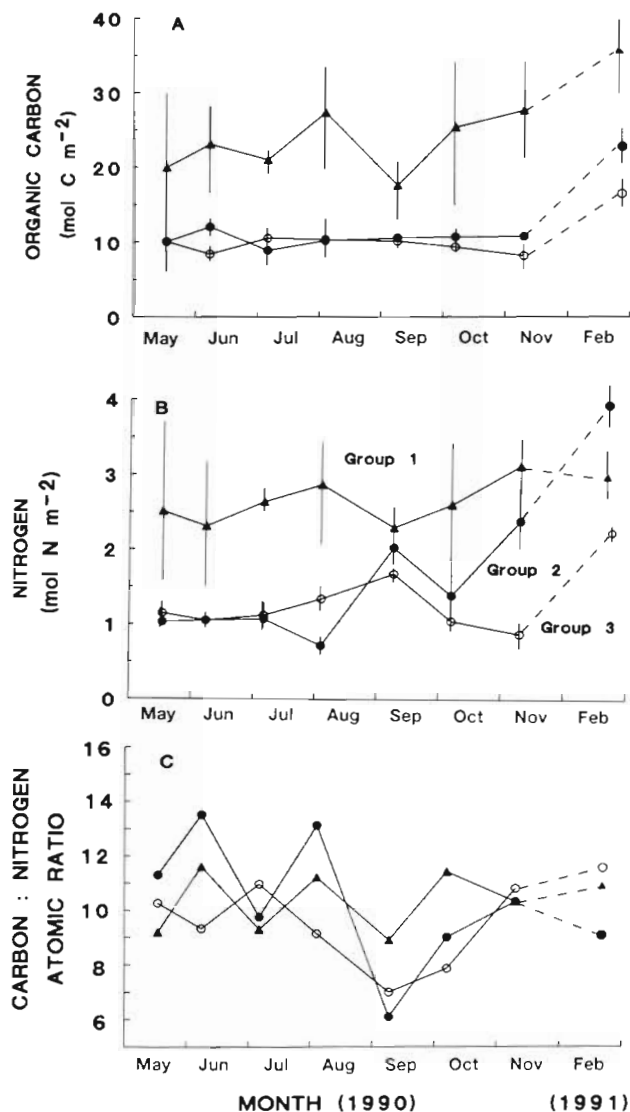 A
ORGANIC CARBON
(mol C m-2)
40
30
20
10
0
May Jun Jul Aug Sep Oct Nov Feb
B
NITROGEN
(mol N m-2)
4
3
2
1
0
Group 1
Group 2
Group 3
May Jun Jul Aug Sep Oct Nov Feb
C
CARBON : NITROGEN
ATOMIC RATIO
16
14
12
10
8
6
May Jun Jul Aug Sep Oct Nov Feb
MONTH (1990) (1991)